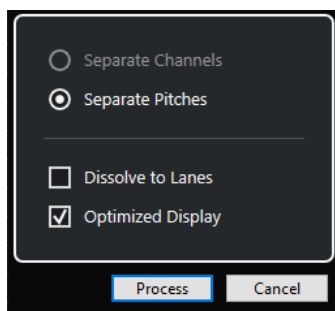 Separate Channels
Separate Pitches
Dissolve to Lanes
Optimized Display
Process Cancel